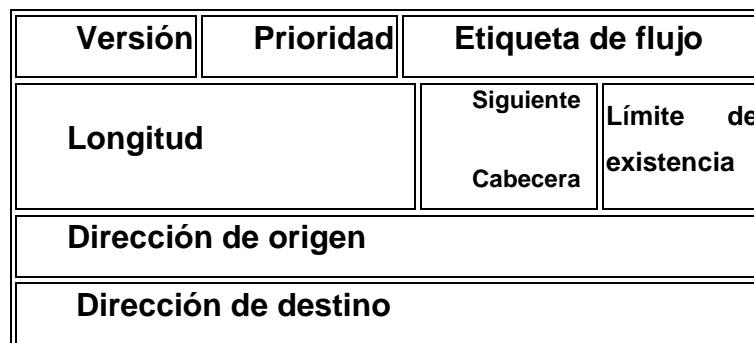 Versión Prioridad Etiqueta de flujo
Longitud
Siguiente
Cabecera
Límite de
existencia
Dirección de origen
Dirección de destino